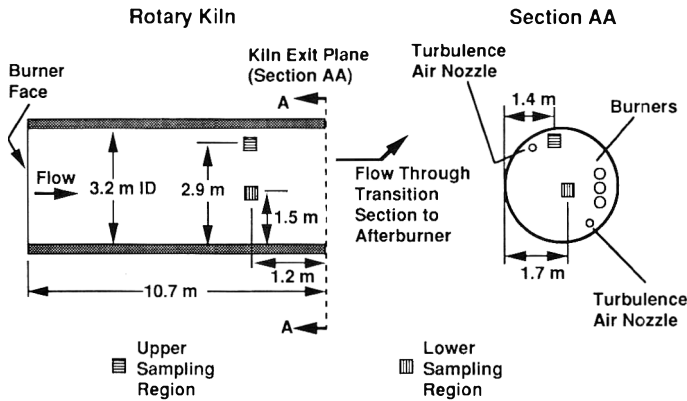 Rotary Kiln
Section AA
Burner
Face
Kiln Exit Plane
(Section AA)
A
Turbulence
Air Nozzle
1.4 m
Burners
Flow
3.2 m ID
2.9 m
1.5 m
1.2 m
10.7 m
A
Flow Through
Transition
Section to
Afterburner
1.7 m
Turbulence
Air Nozzle
Upper
Sampling
Region
Lower
Sampling
Region